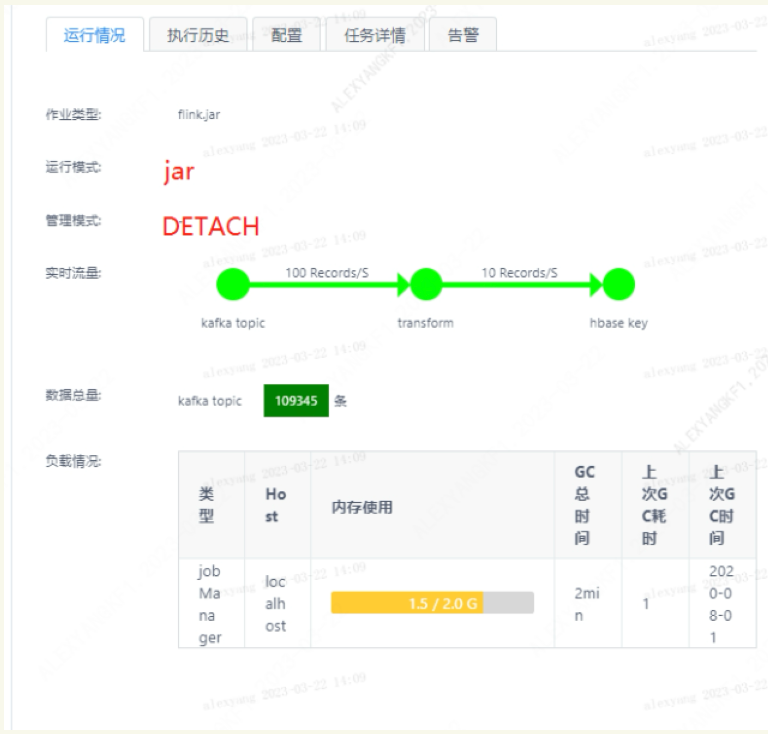 运行情况 执行历史 配置 任务详情 告警
作业类型: flink.jar
运行模式: jar
管理模式: DETACH
实时流量: 100 Records/S 10 Records/S
kafka topic transform hbase key
数据总量: kafka topic 109345 条
负载情况:
类型 Host 内存使用 GC总时间 上次GC耗时 上次GC时间
jobManager localhost 1.5 / 2.0 G 2min 1 2020-08-01
alexyang 2023-03-22 14:09
ALEXYANGKF1, 2023